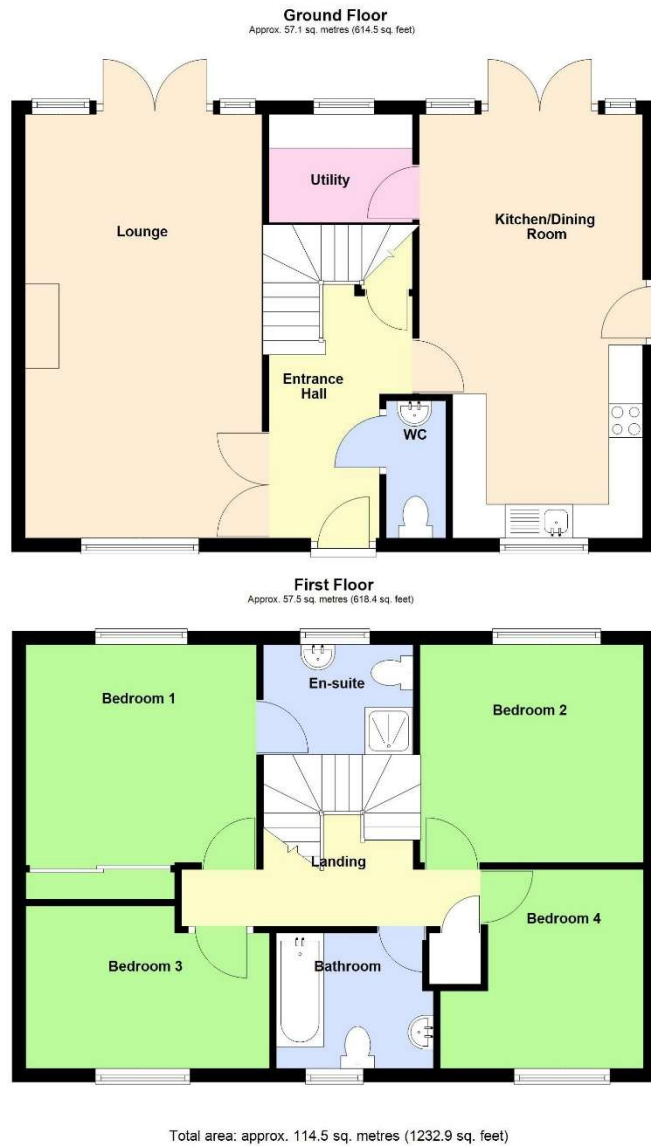 Ground Floor
Approx. 57.1 sq. metres (614.5 sq. feet)
Utility
Lounge
Kitchen/Dining
Room
Entrance
Hall
WC
First Floor
Approx. 57.5 sq. metres (618.4 sq. feet)
En-suite
Bedroom 1
Bedroom 2
Landing
Bedroom 4
Bedroom 3
Bathroom
Total area: approx. 114.5 sq. metres (1232.9 sq. feet)